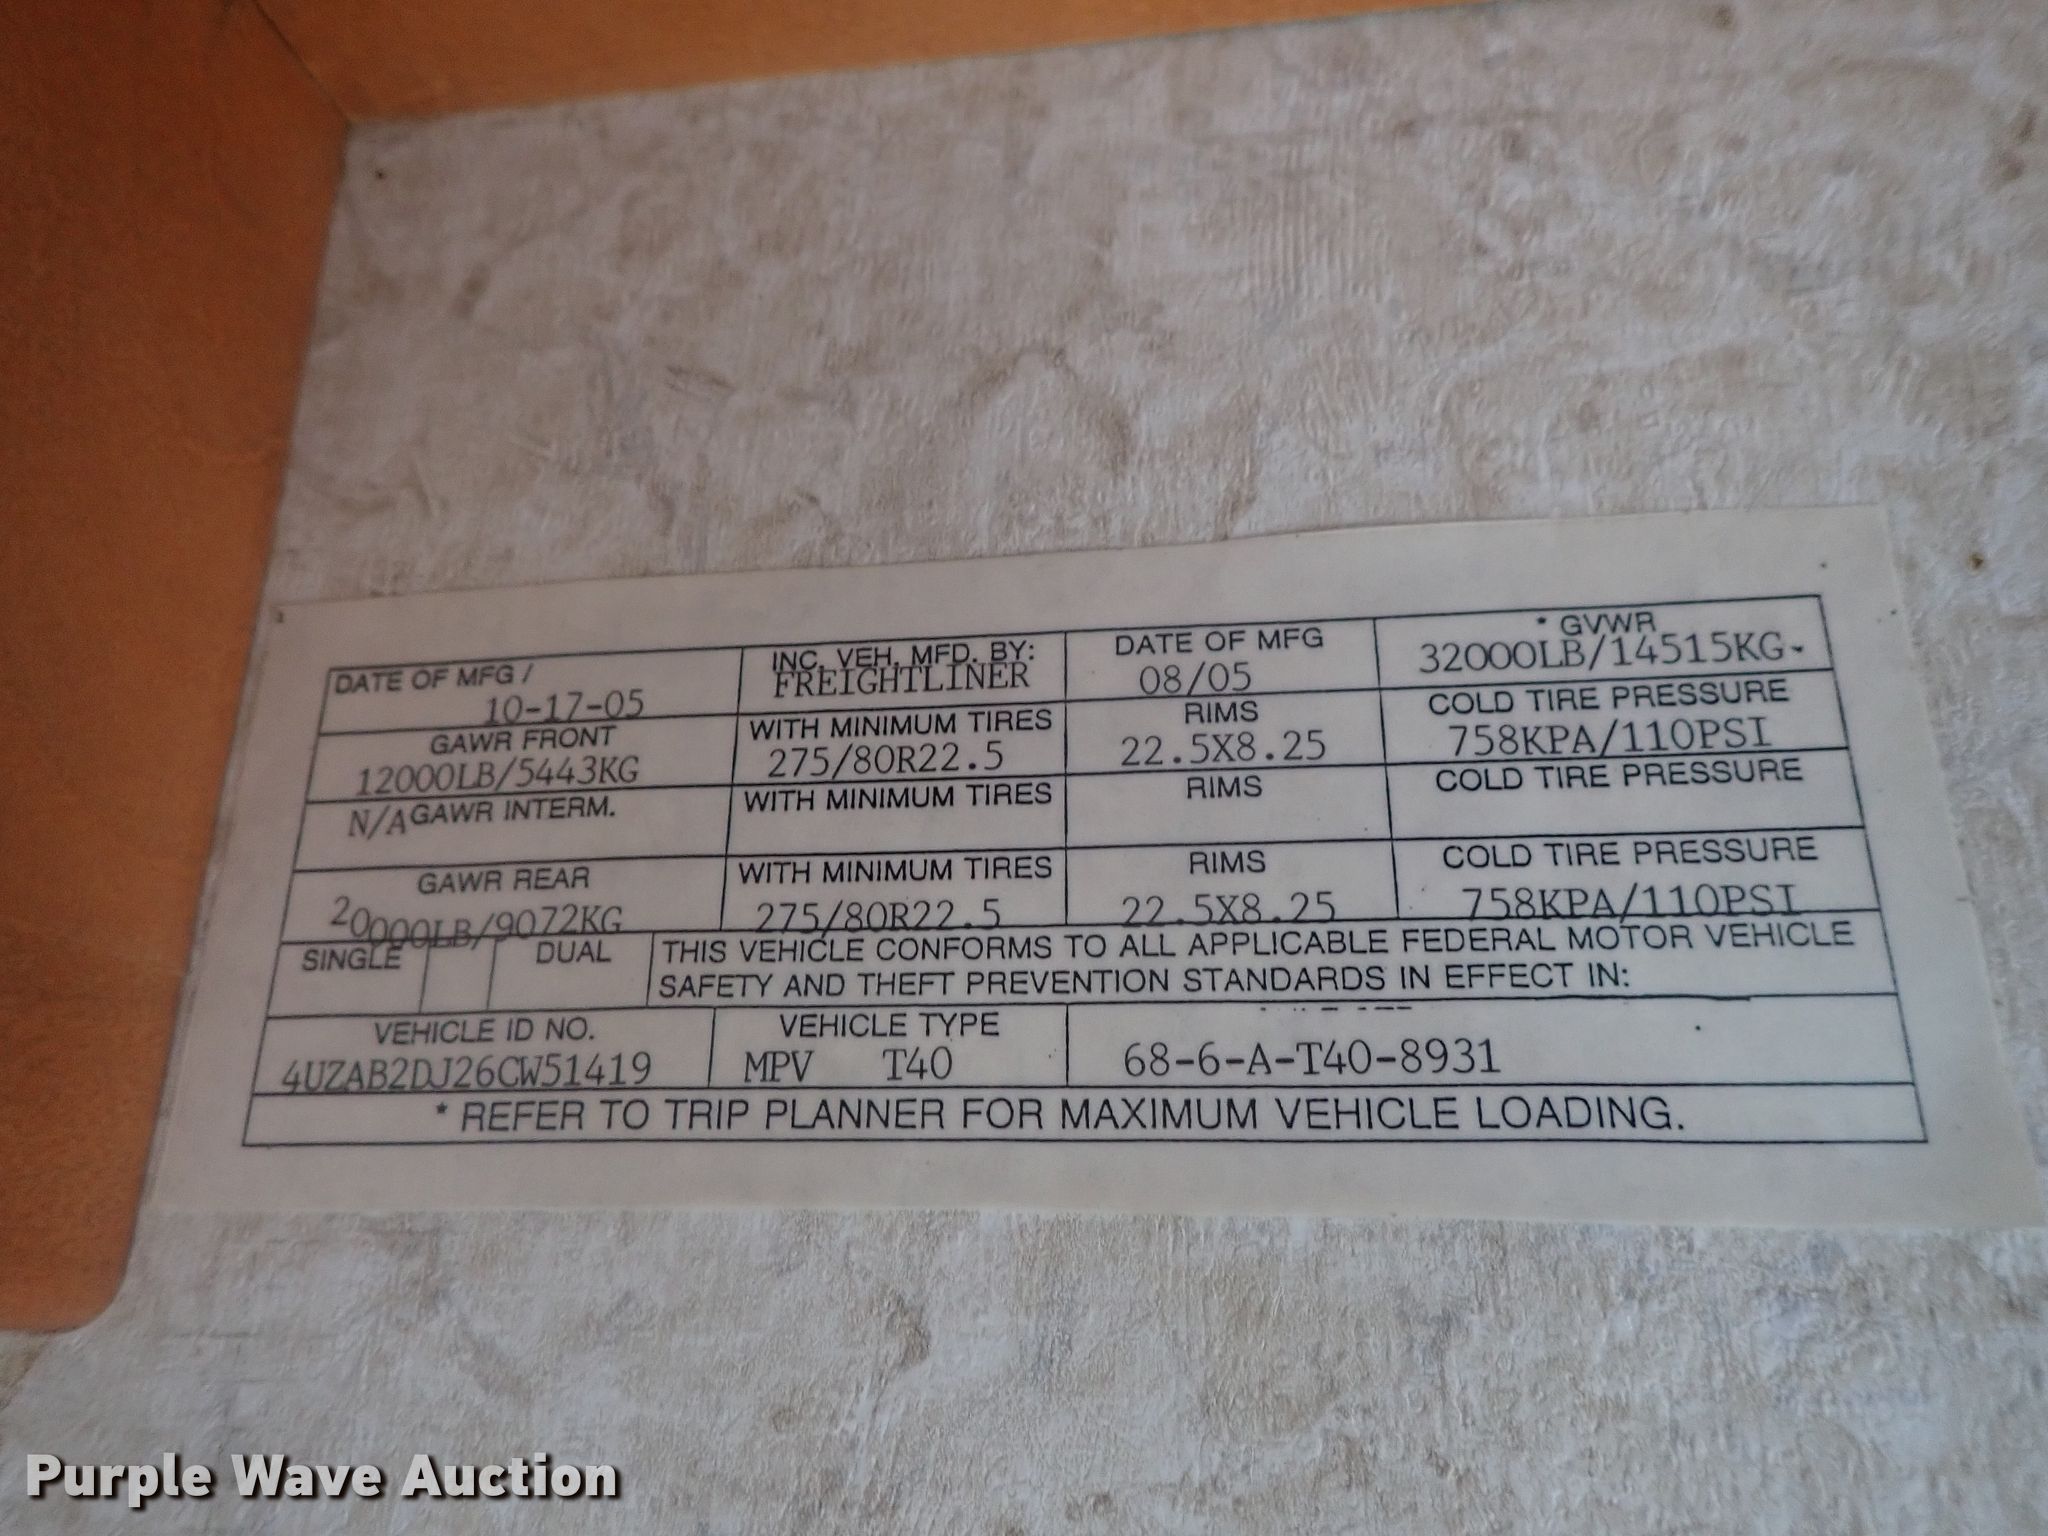 DATE OF MFG /
10-17-05
INC. VEH. MFD. BY:
FREIGHTLINER
DATE OF MFG
08/05
* GVWR
32000LB/14515KG
GAWR FRONT
12000LB/5443KG
WITH MINIMUM TIRES
275/80R22.5
RIMS
22.5X8.25
COLD TIRE PRESSURE
758KPA/110PSI
N/A GAWR INTERM.
WITH MINIMUM TIRES
RIMS
COLD TIRE PRESSURE
GAWR REAR
20000LB/9072KG
WITH MINIMUM TIRES
275/80R22.5
RIMS
22.5X8.25
COLD TIRE PRESSURE
758KPA/110PSI
SINGLE
DUAL
THIS VEHICLE CONFORMS TO ALL APPLICABLE FEDERAL MOTOR VEHICLE
SAFETY AND THEFT PREVENTION STANDARDS IN EFFECT IN:
VEHICLE ID NO.
4UZAB2DJ26CW51419
VEHICLE TYPE
MPV T40
68-6-A-T40-8931
* REFER TO TRIP PLANNER FOR MAXIMUM VEHICLE LOADING.
Purple Wave Auction